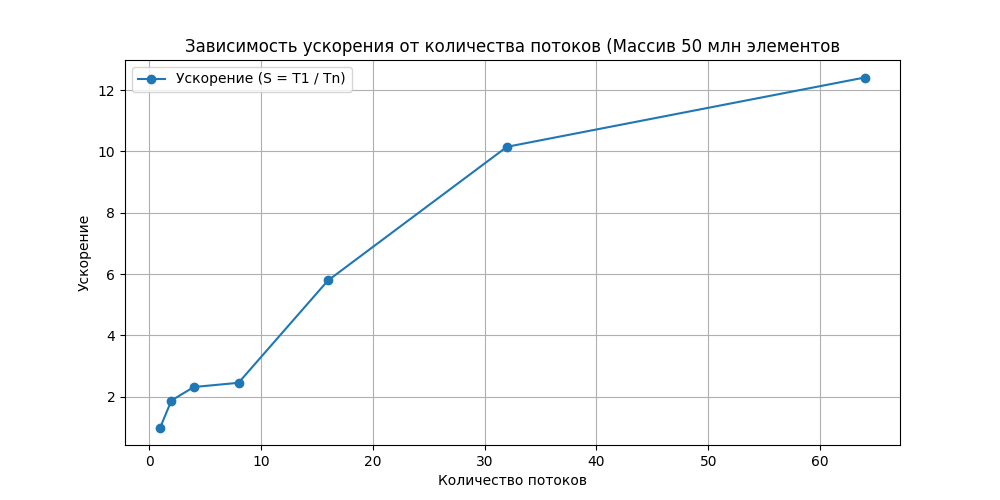 Зависимость ускорения от количества потоков (Массив 50 млн элементов
Ускорение (S = T1 / Tn)
12
10
8
6
4
2
Ускорение
0 10 20 30 40 50 60
Количество потоков